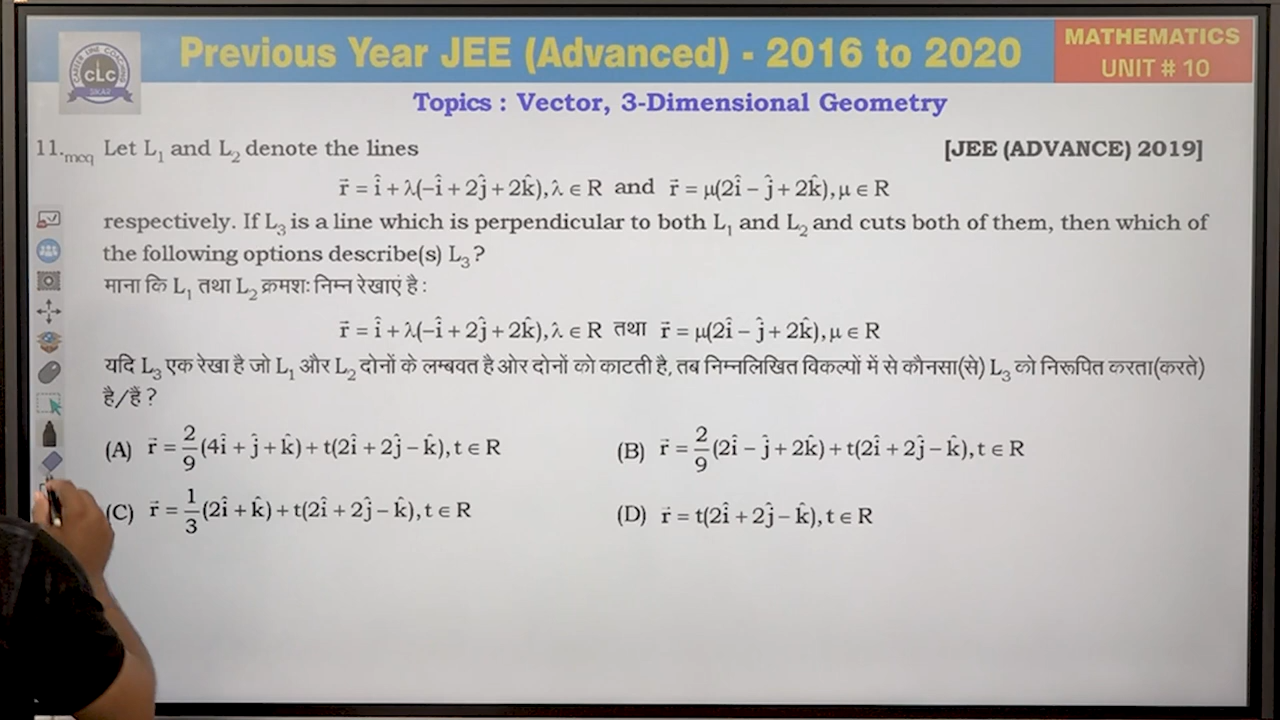 Previous Year JEE (Advanced) - 2016 to 2020
MATHEMATICS
UNIT # 10
CAREER LINE COACHING
CLC
SIKAR
Topics : Vector, 3-Dimensional Geometry
11.mcq Let L₁ and L₂ denote the lines [JEE (ADVANCE) 2019]
r⃗ = î + λ(−î + 2ĵ + 2k̂), λ ∈ R and r⃗ = μ(2î − ĵ + 2k̂), μ ∈ R
respectively. If L₃ is a line which is perpendicular to both L₁ and L₂ and cuts both of them, then which of
the following options describe(s) L₃ ?
माना कि L₁ तथा L₂ क्रमशः निम्न रेखाएं है :
r⃗ = î + λ(−î + 2ĵ + 2k̂), λ ∈ R तथा r⃗ = μ(2î − ĵ + 2k̂), μ ∈ R
यदि L₃ एक रेखा है जो L₁ और L₂ दोनों के लम्बवत है ओर दोनों को काटती है, तब निम्नलिखित विकल्पों में से कौनसा(से) L₃ को निरूपित करता(करते)
है/हैं ?
(A) r⃗ = 2/9 (4î + ĵ + k̂) + t(2î + 2ĵ − k̂), t ∈ R (B) r⃗ = 2/9 (2î − ĵ + 2k̂) + t(2î + 2ĵ − k̂), t ∈ R
(C) r⃗ = 1/3 (2î + k̂) + t(2î + 2ĵ − k̂), t ∈ R (D) r⃗ = t(2î + 2ĵ − k̂), t ∈ R